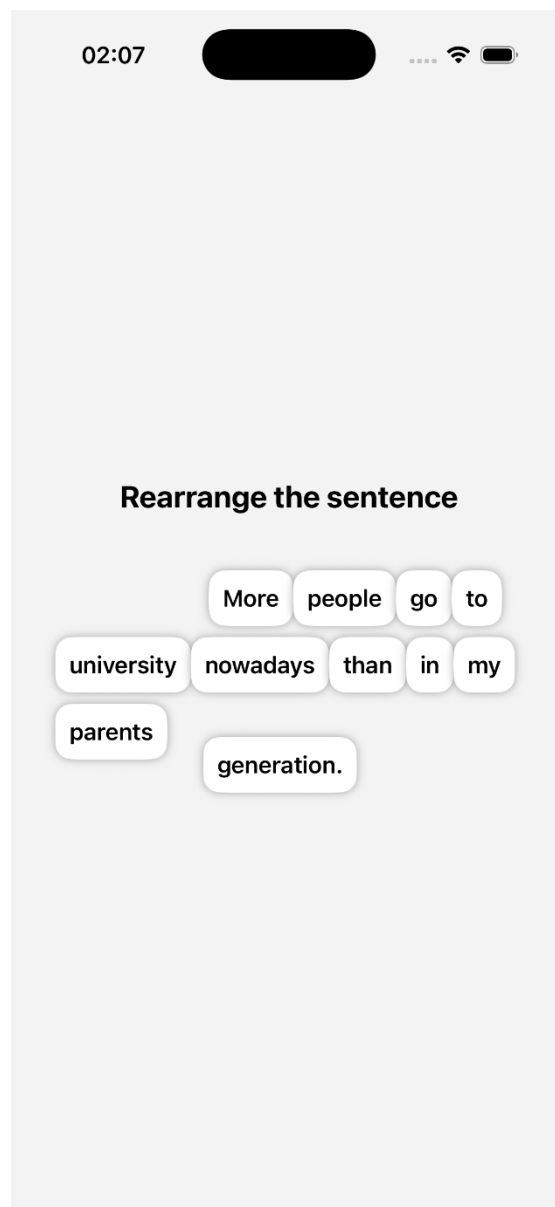 02:07
Rearrange the sentence
More people go to
university nowadays than in my
parents
generation.